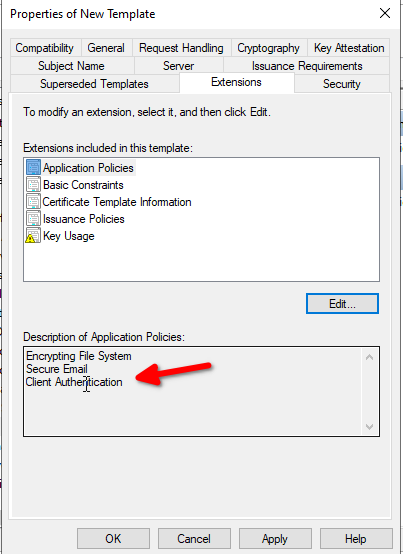 Properties of New Template
Compatibility General Request Handling Cryptography Key Attestation
Subject Name Server Issuance Requirements
Superseded Templates Extensions Security
To modify an extension, select it, and then click Edit.
Extensions included in this template:
Application Policies
Basic Constraints
Certificate Template Information
Issuance Policies
Key Usage
Edit...
Description of Application Policies:
Encrypting File System
Secure Email
Client Authentication
OK Cancel Apply Help